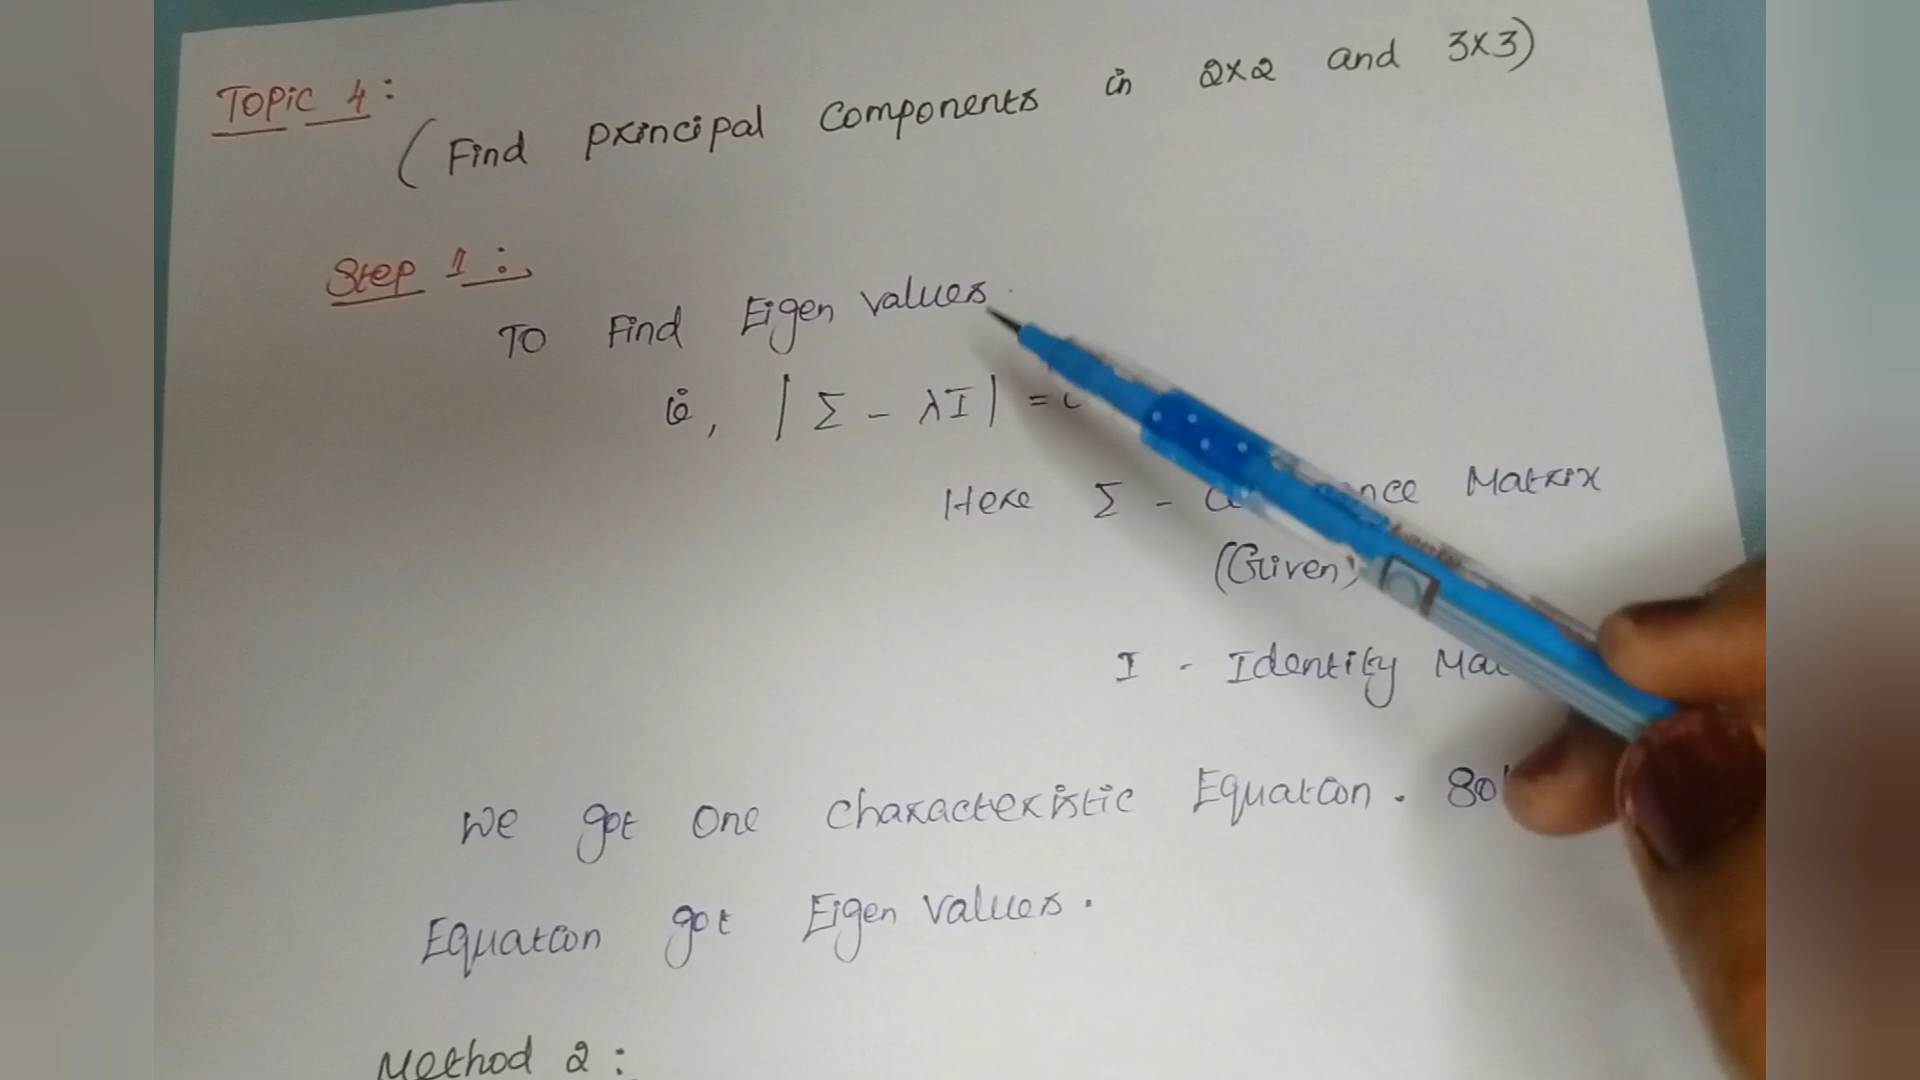 Topic 4:
(Find principal components in 2x2 and 3x3)
Step 1:
To Find Eigen values.
ie, | Σ - λI | =
Here Σ - Matrix
(Given)
I - Identity
We got one characteristic Equation.
Equation got Eigen values.
Method 2: